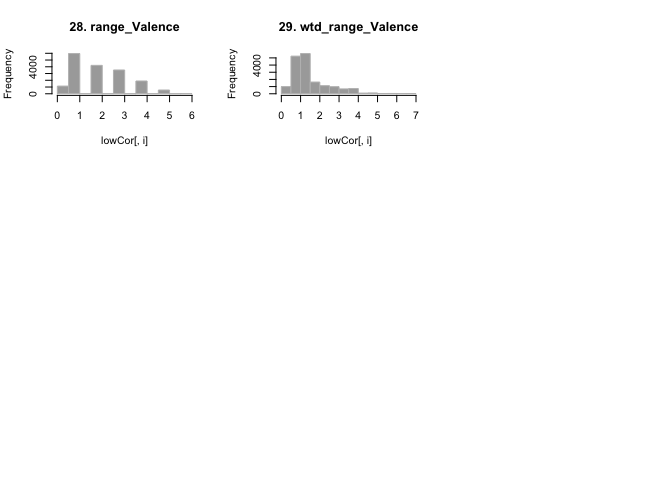 28. range_Valence
Frequency
0
4000
0 1 2 3 4 5 6
lowCor[, i]
29. wtd_range_Valence
Frequency
0
4000
0 1 2 3 4 5 6 7
lowCor[, i]